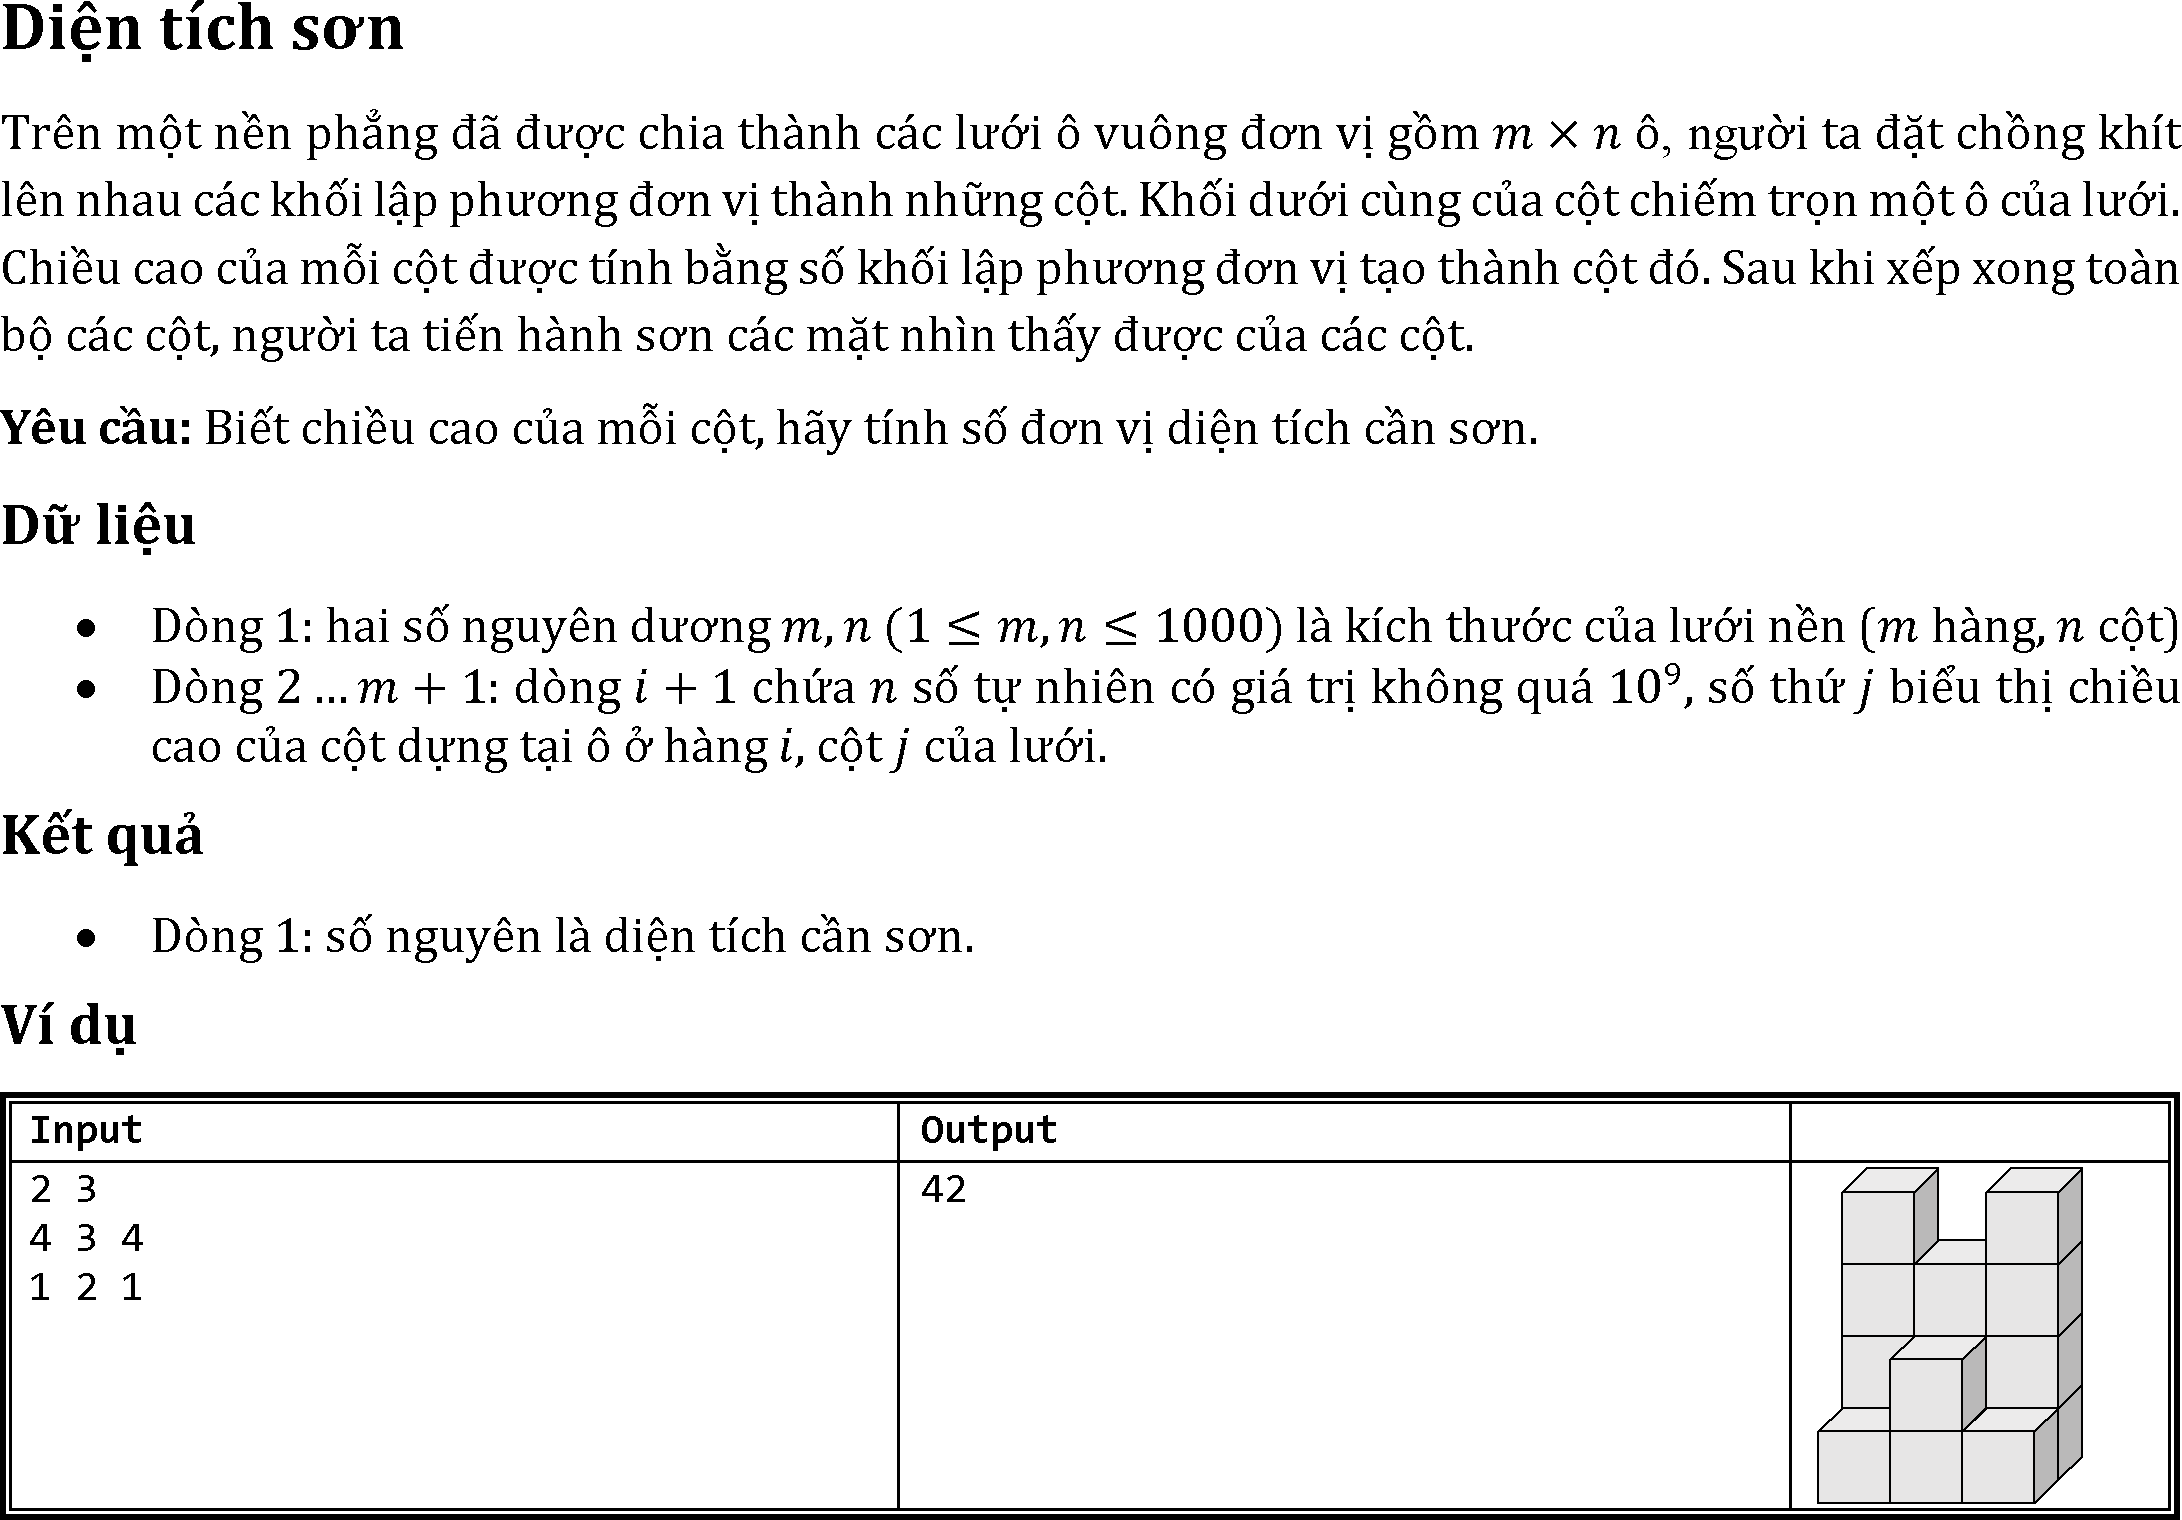 Diện tích sơn
Trên một nền phẳng đã được chia thành các lưới ô vuông đơn vị gồm m × n ô, người ta đặt chồng khít
lên nhau các khối lập phương đơn vị thành những cột. Khối dưới cùng của cột chiếm trọn một ô của lưới.
Chiều cao của mỗi cột được tính bằng số khối lập phương đơn vị tạo thành cột đó. Sau khi xếp xong toàn
bộ các cột, người ta tiến hành sơn các mặt nhìn thấy được của các cột.
Yêu cầu: Biết chiều cao của mỗi cột, hãy tính số đơn vị diện tích cần sơn.
Dữ liệu
• Dòng 1: hai số nguyên dương m, n (1 ≤ m, n ≤ 1000) là kích thước của lưới nền (m hàng, n cột)
• Dòng 2 … m + 1: dòng i + 1 chứa n số tự nhiên có giá trị không quá 10⁹, số thứ j biểu thị chiều
cao của cột dựng tại ô ở hàng i, cột j của lưới.
Kết quả
• Dòng 1: số nguyên là diện tích cần sơn.
Ví dụ
Input Output
2 3 42
4 3 4
1 2 1